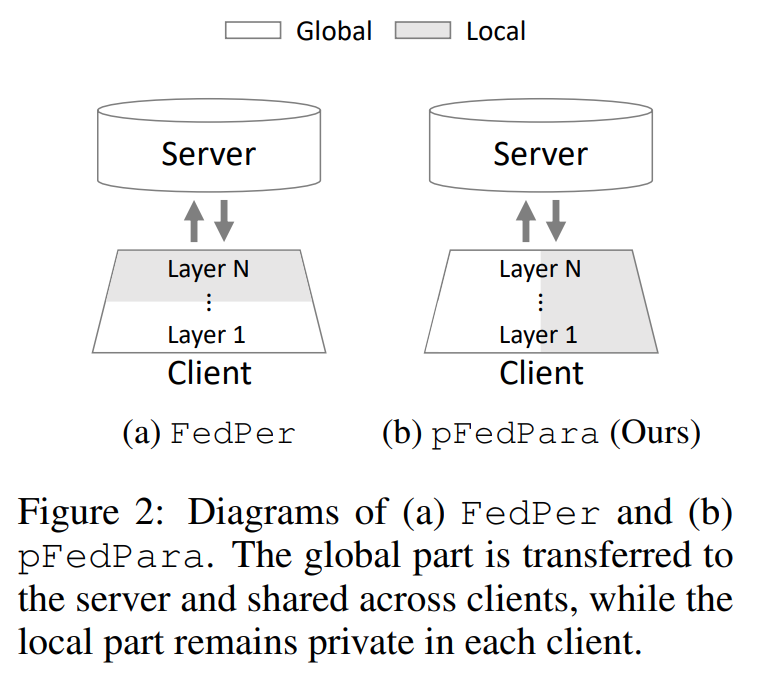 Global Local
Server Server
Layer N Layer N
⋮ ⋮
Layer 1 Layer 1
Client Client
(a) FedPer (b) pFedPara (Ours)
Figure 2: Diagrams of (a) FedPer and (b)
pFedPara. The global part is transferred to
the server and shared across clients, while the
local part remains private in each client.